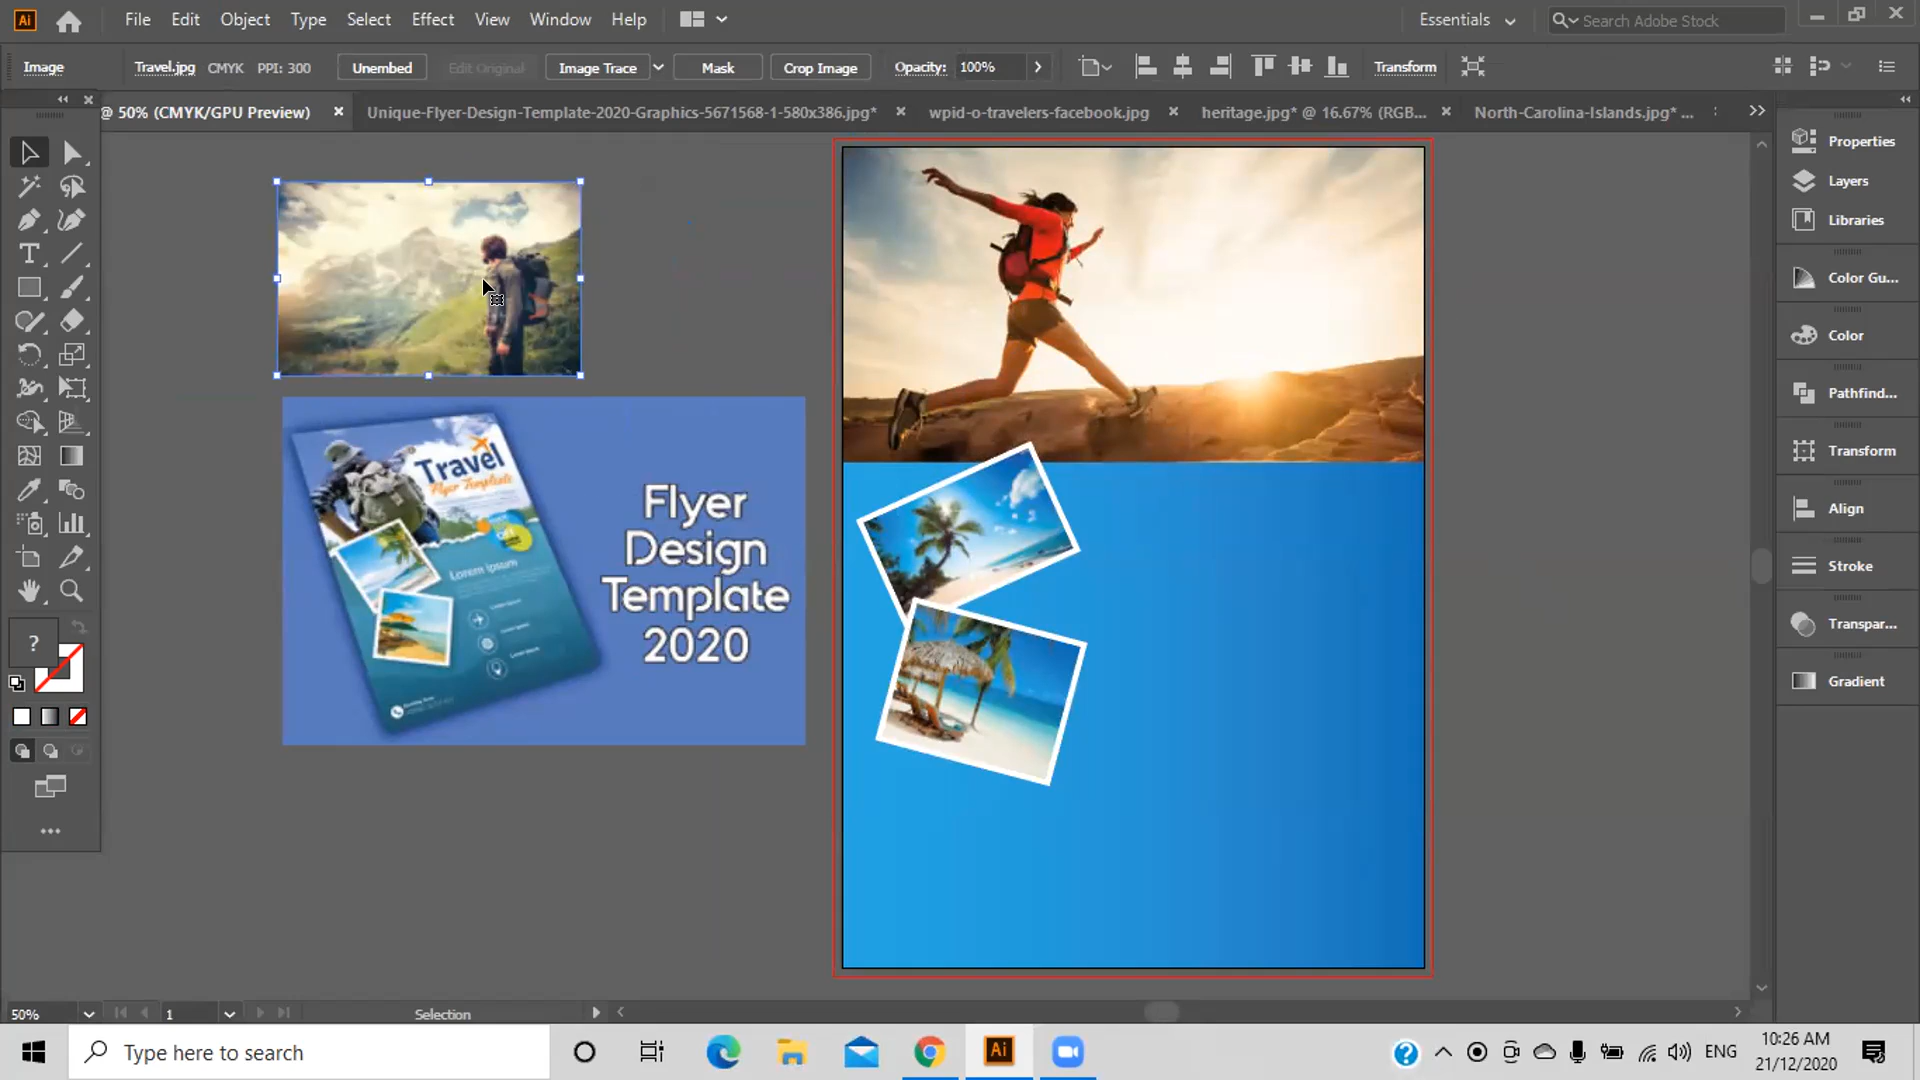 Ai File Edit Object Type Select Effect View Window Help Essentials Search Adobe Stock
Image Travel.jpg CMYK PPI: 300 Unembed Edit Original Image Trace Mask Crop Image Opacity: 100% Transform
@ 50% (CMYK/GPU Preview) Unique-Flyer-Design-Template-2020-Graphics-5671568-1-580x386.jpg* wpid-o-travelers-facebook.jpg heritage.jpg* @ 16.67% (RGB... North-Carolina-Islands.jpg* ...
Properties
Layers
Libraries
Color Gu...
Color
Pathfind...
Transform
Align
Stroke
Transpar...
Gradient
Travel
Flyer Template
Lorem ipsum
Flyer
Design
Template
2020
T
?
50% 1 Selection
Type here to search
Ai
ENG
10:26 AM
21/12/2020